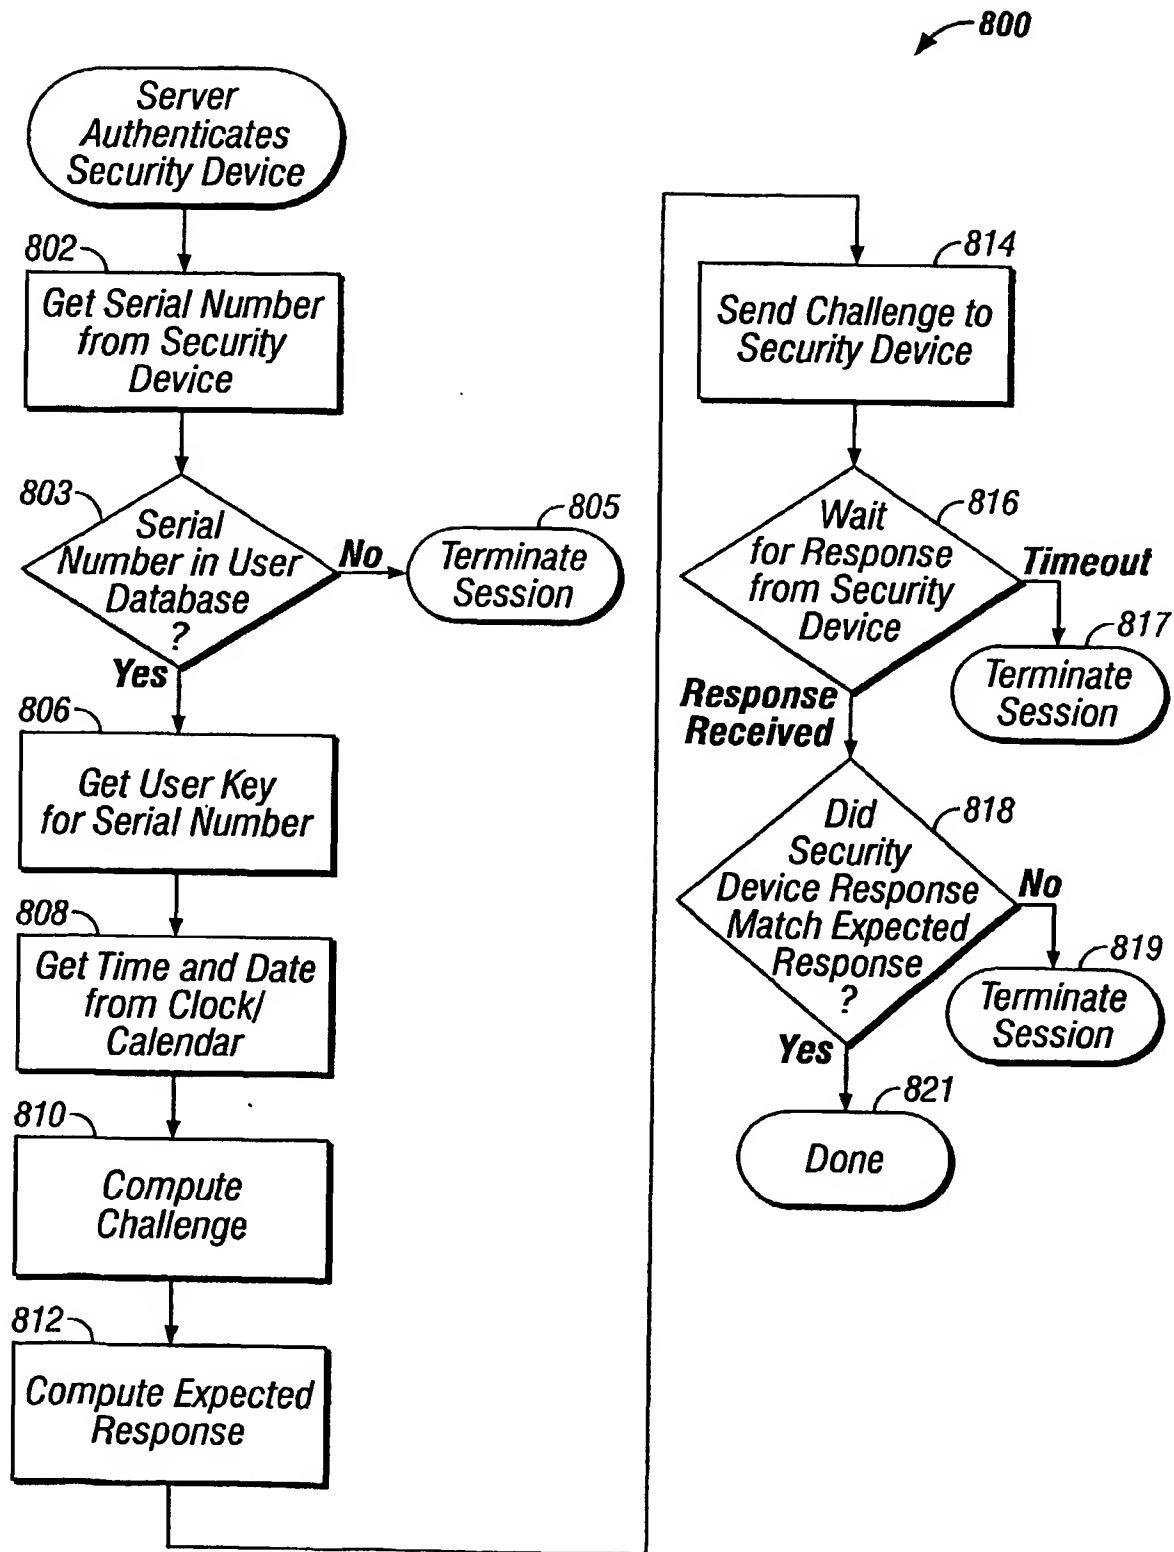 800
Server
Authenticates
Security Device
802
Get Serial Number
from Security
Device
803
Serial
Number in User
Database
?
No
805
Terminate
Session
Yes
806
Get User Key
for Serial Number
808
Get Time and Date
from Clock/
Calendar
810
Compute
Challenge
812
Compute Expected
Response
814
Send Challenge to
Security Device
816
Wait
for Response
from Security
Device
Timeout
817
Terminate
Session
Response
Received
818
Did
Security
Device Response
Match Expected
Response
?
No
819
Terminate
Session
Yes
821
Done